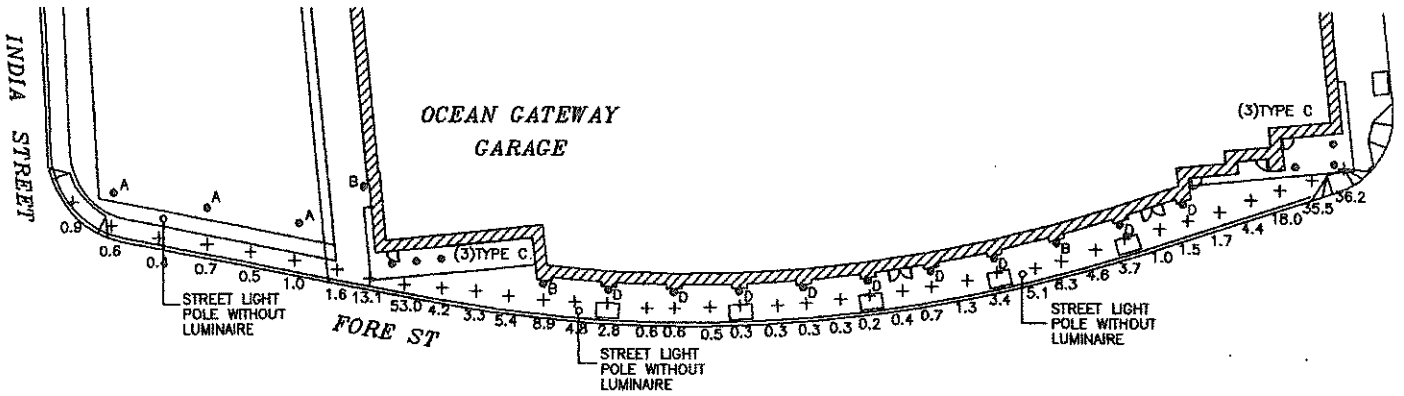 INDIA STREET
OCEAN GATEWAY
GARAGE
(3)TYPE C
A
A
A
B
(3)TYPE C
B
D
D
D
D
D
D
D
B
D
D
0.9
0.6
0.7
0.5
1.0
1.6
13.1
53.0
4.2
3.3
5.4
8.9
4.8
2.8
0.6
0.6
0.5
0.3
0.3
0.3
0.3
0.2
0.4
0.7
1.3
3.4
5.1
8.3
4.6
3.7
1.0
1.5
1.7
4.4
18.0
35.5
36.2
STREET LIGHT
POLE WITHOUT
LUMINAIRE
FORE ST
STREET LIGHT
POLE WITHOUT
LUMINAIRE
STREET LIGHT
POLE WITHOUT
LUMINAIRE